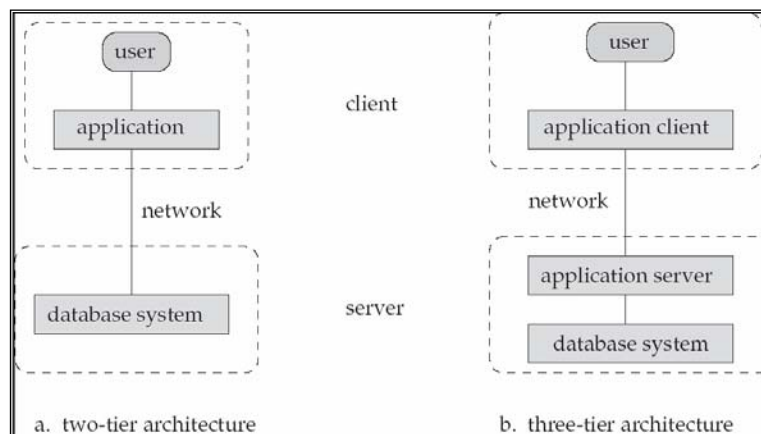 user
application
network
database system
a. two-tier architecture
client
server
user
application client
network
application server
database system
b. three-tier architecture